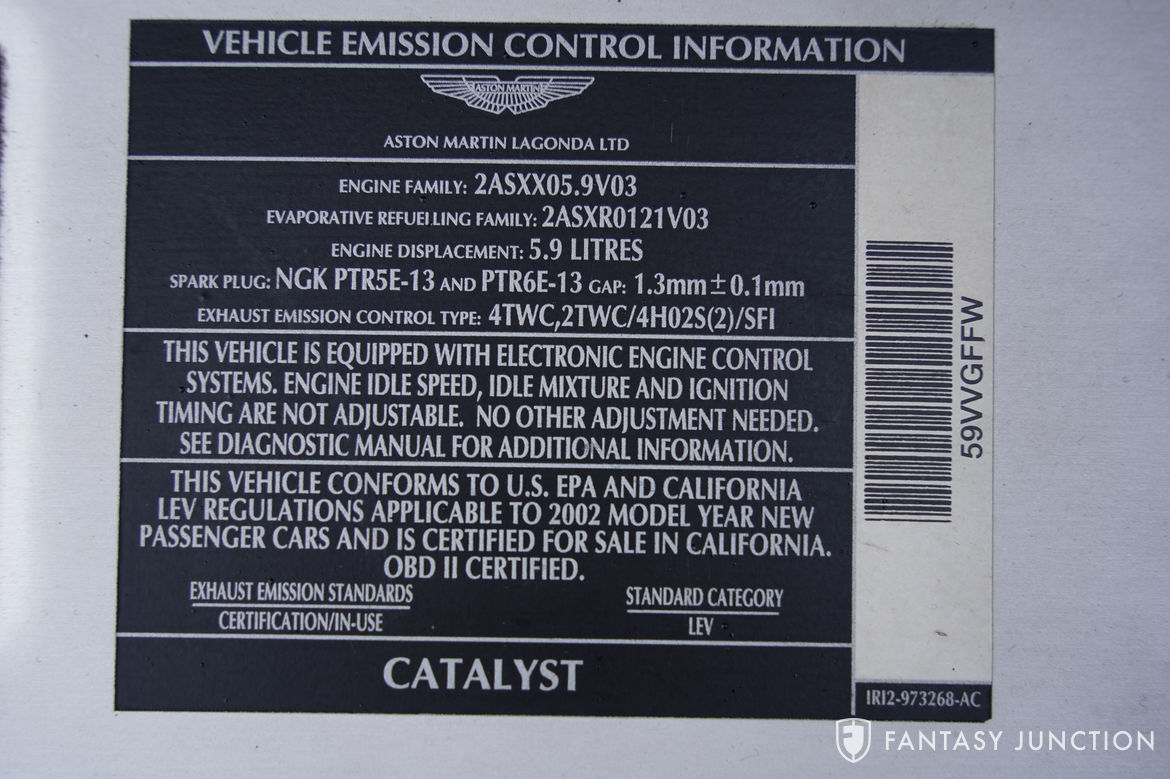 VEHICLE EMISSION CONTROL INFORMATION
ASTON MARTIN
ASTON MARTIN LAGONDA LTD
ENGINE FAMILY: 2ASXX05.9V03
EVAPORATIVE REFUELLING FAMILY: 2ASXR0121V03
ENGINE DISPLACEMENT: 5.9 LITRES
SPARK PLUG: NGK PTR5E-13 AND PTR6E-13 GAP: 1.3mm±0.1mm
EXHAUST EMISSION CONTROL TYPE: 4TWC,2TWC/4H02S(2)/SFI
THIS VEHICLE IS EQUIPPED WITH ELECTRONIC ENGINE CONTROL
SYSTEMS. ENGINE IDLE SPEED, IDLE MIXTURE AND IGNITION
TIMING ARE NOT ADJUSTABLE. NO OTHER ADJUSTMENT NEEDED.
SEE DIAGNOSTIC MANUAL FOR ADDITIONAL INFORMATION.
THIS VEHICLE CONFORMS TO U.S. EPA AND CALIFORNIA
LEV REGULATIONS APPLICABLE TO 2002 MODEL YEAR NEW
PASSENGER CARS AND IS CERTIFIED FOR SALE IN CALIFORNIA.
OBD II CERTIFIED.
EXHAUST EMISSION STANDARDS STANDARD CATEGORY
CERTIFICATION/IN-USE LEV
CATALYST
59VVGFFW
IRI2-973268-AC
FANTASY JUNCTION